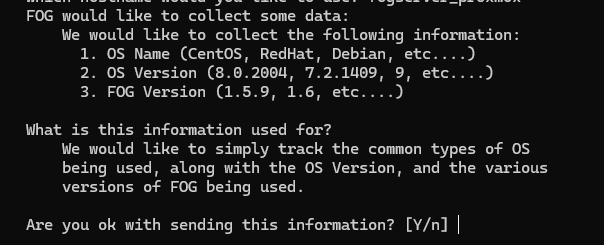 Which hostname would you like to use? fogserver_proxmox
FOG would like to collect some data:
We would like to collect the following information:
1. OS Name (CentOS, RedHat, Debian, etc....)
2. OS Version (8.0.2004, 7.2.1409, 9, etc....)
3. FOG Version (1.5.9, 1.6, etc....)
What is this information used for?
We would like to simply track the common types of OS
being used, along with the OS Version, and the various
versions of FOG being used.
Are you ok with sending this information? [Y/n]